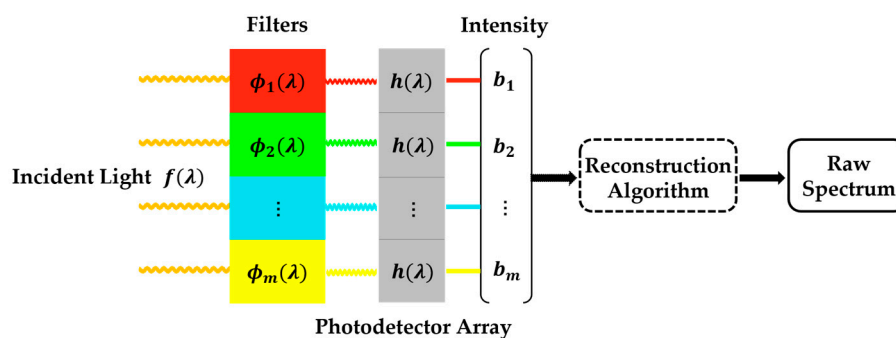 Filters
Intensity
ϕ₁(λ)
h(λ)
b₁
ϕ₂(λ)
h(λ)
b₂
Incident Light f(λ)
⋮
⋮
⋮
ϕₘ(λ)
h(λ)
bₘ
Reconstruction
Algorithm
Raw
Spectrum
Photodetector Array